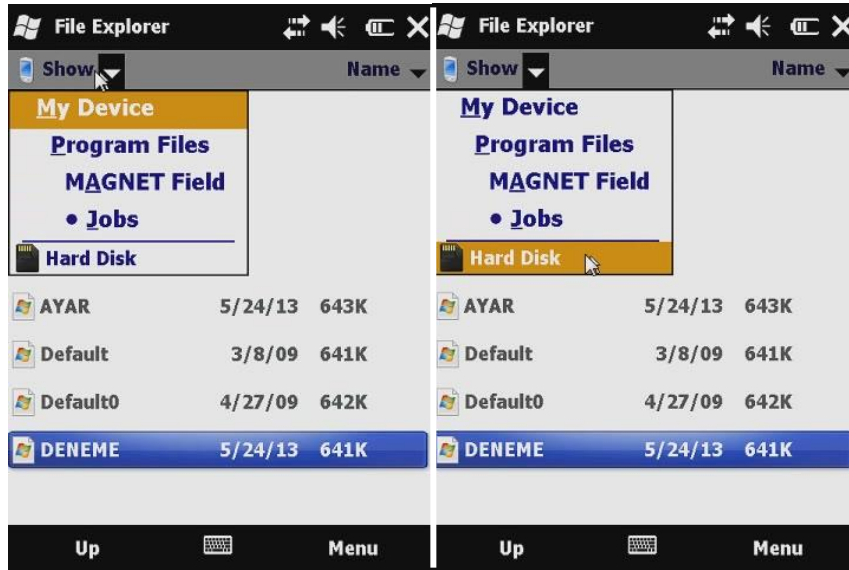 File Explorer
Show
Name
My Device
Program Files
MAGNET Field
• Jobs
Hard Disk
AYAR 5/24/13 643K
Default 3/8/09 641K
Default0 4/27/09 642K
DENEME 5/24/13 641K
Up
Menu
File Explorer
Show
Name
My Device
Program Files
MAGNET Field
• Jobs
Hard Disk
AYAR 5/24/13 643K
Default 3/8/09 641K
Default0 4/27/09 642K
DENEME 5/24/13 641K
Up
Menu